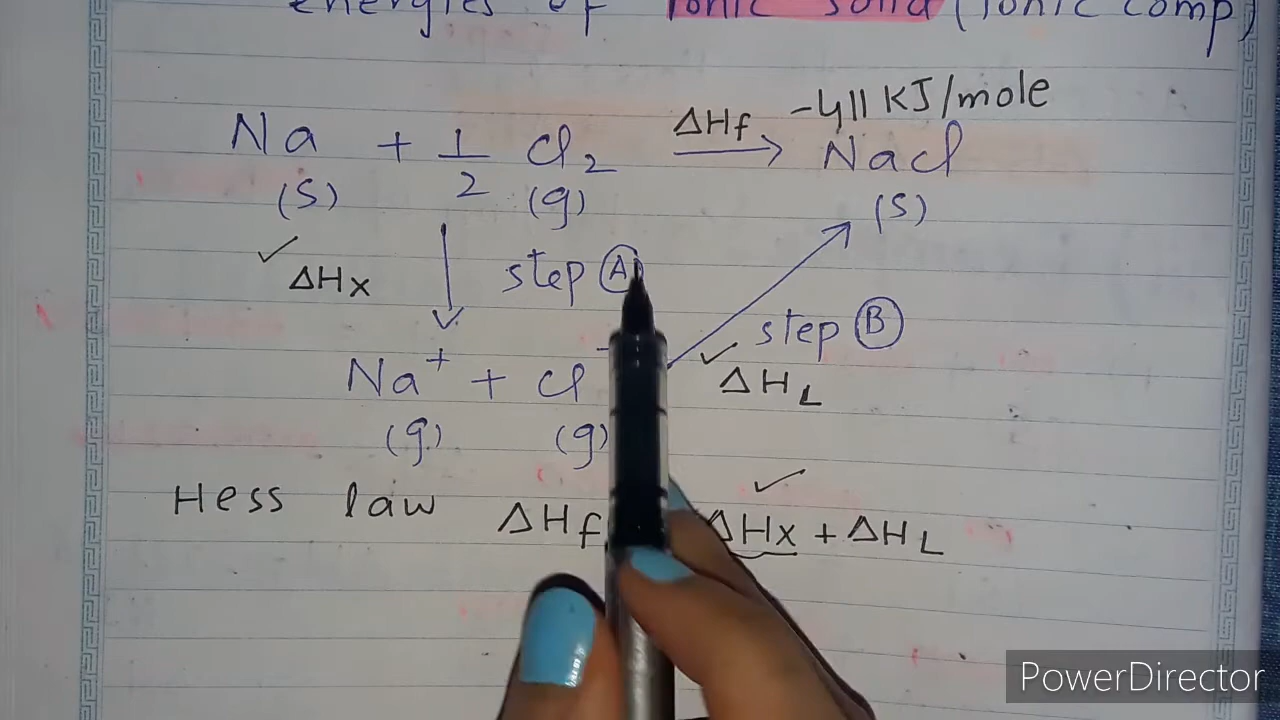 energies of ionic solid (ionic comp)
-411 KJ/mole
ΔHf
Na + 1/2 Cl2 → Nacl
(s) (g) (s)
ΔHx step A
step B
Na+ + Cl-
ΔHL
(g) (g)
Hess law ΔHf ΔHx + ΔHL
PowerDirector